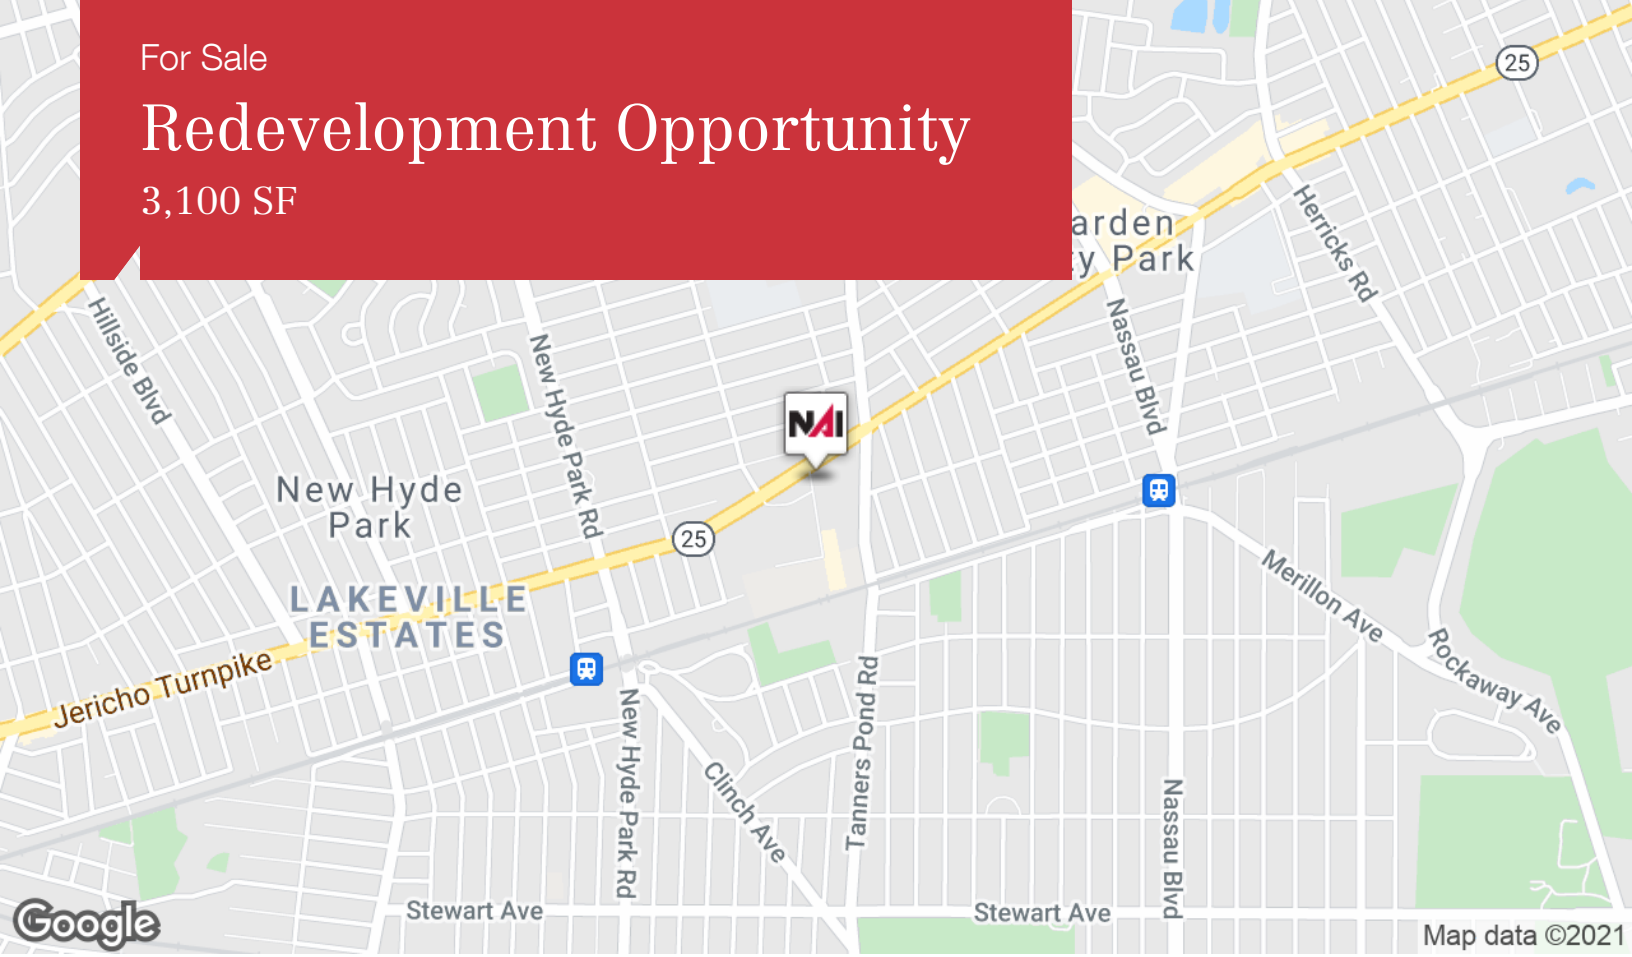 For Sale
Redevelopment Opportunity
3,100 SF
25
arden
Park
Herricks Rd
Hillside Blvd
New Hyde Park Rd
Nassau Blvd
NAI
New Hyde
Park
25
LAKEVILLE
ESTATES
Merillon Ave
Jericho Turnpike
Rockaway Ave
New Hyde Park Rd
Clinch Ave
Tanners Pond Rd
Nassau Blvd
Stewart Ave
Stewart Ave
Google
Map data ©2021